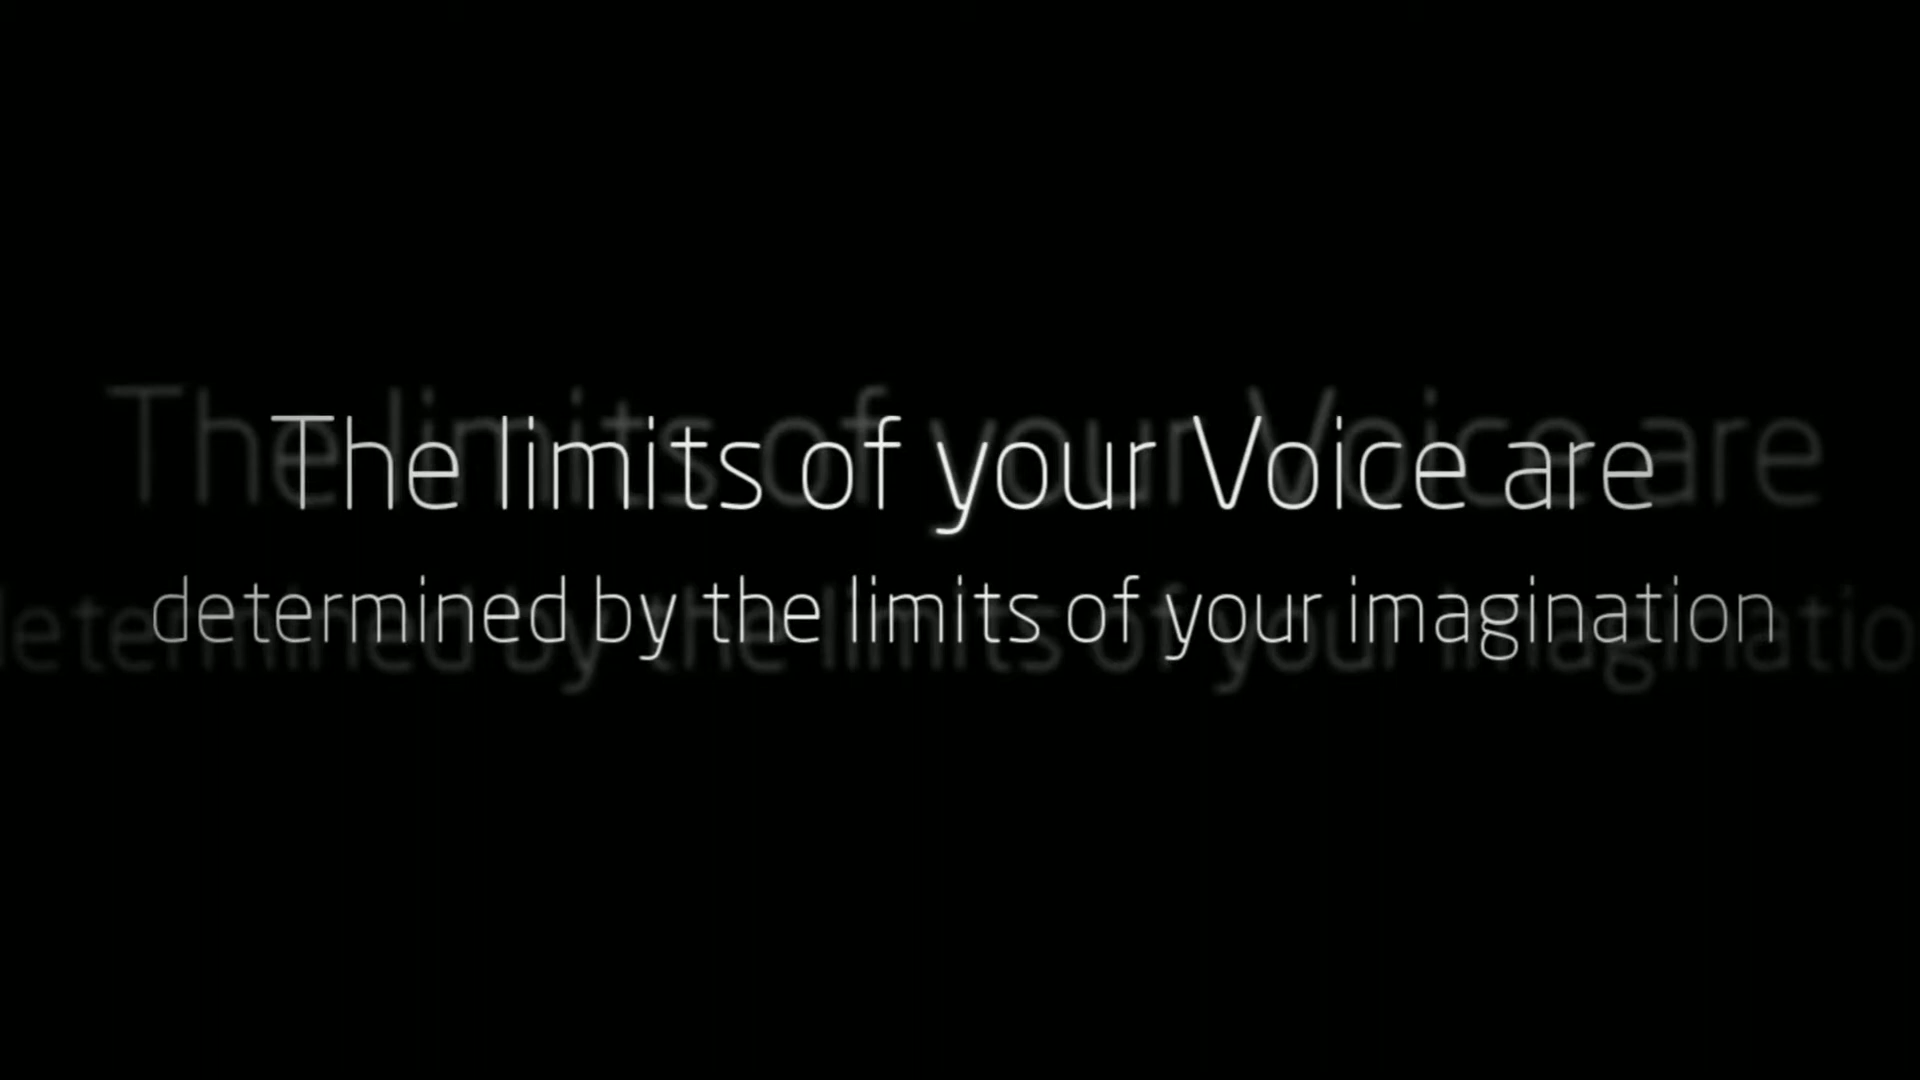 The limits of your Voice are
determined by the limits of your imagination